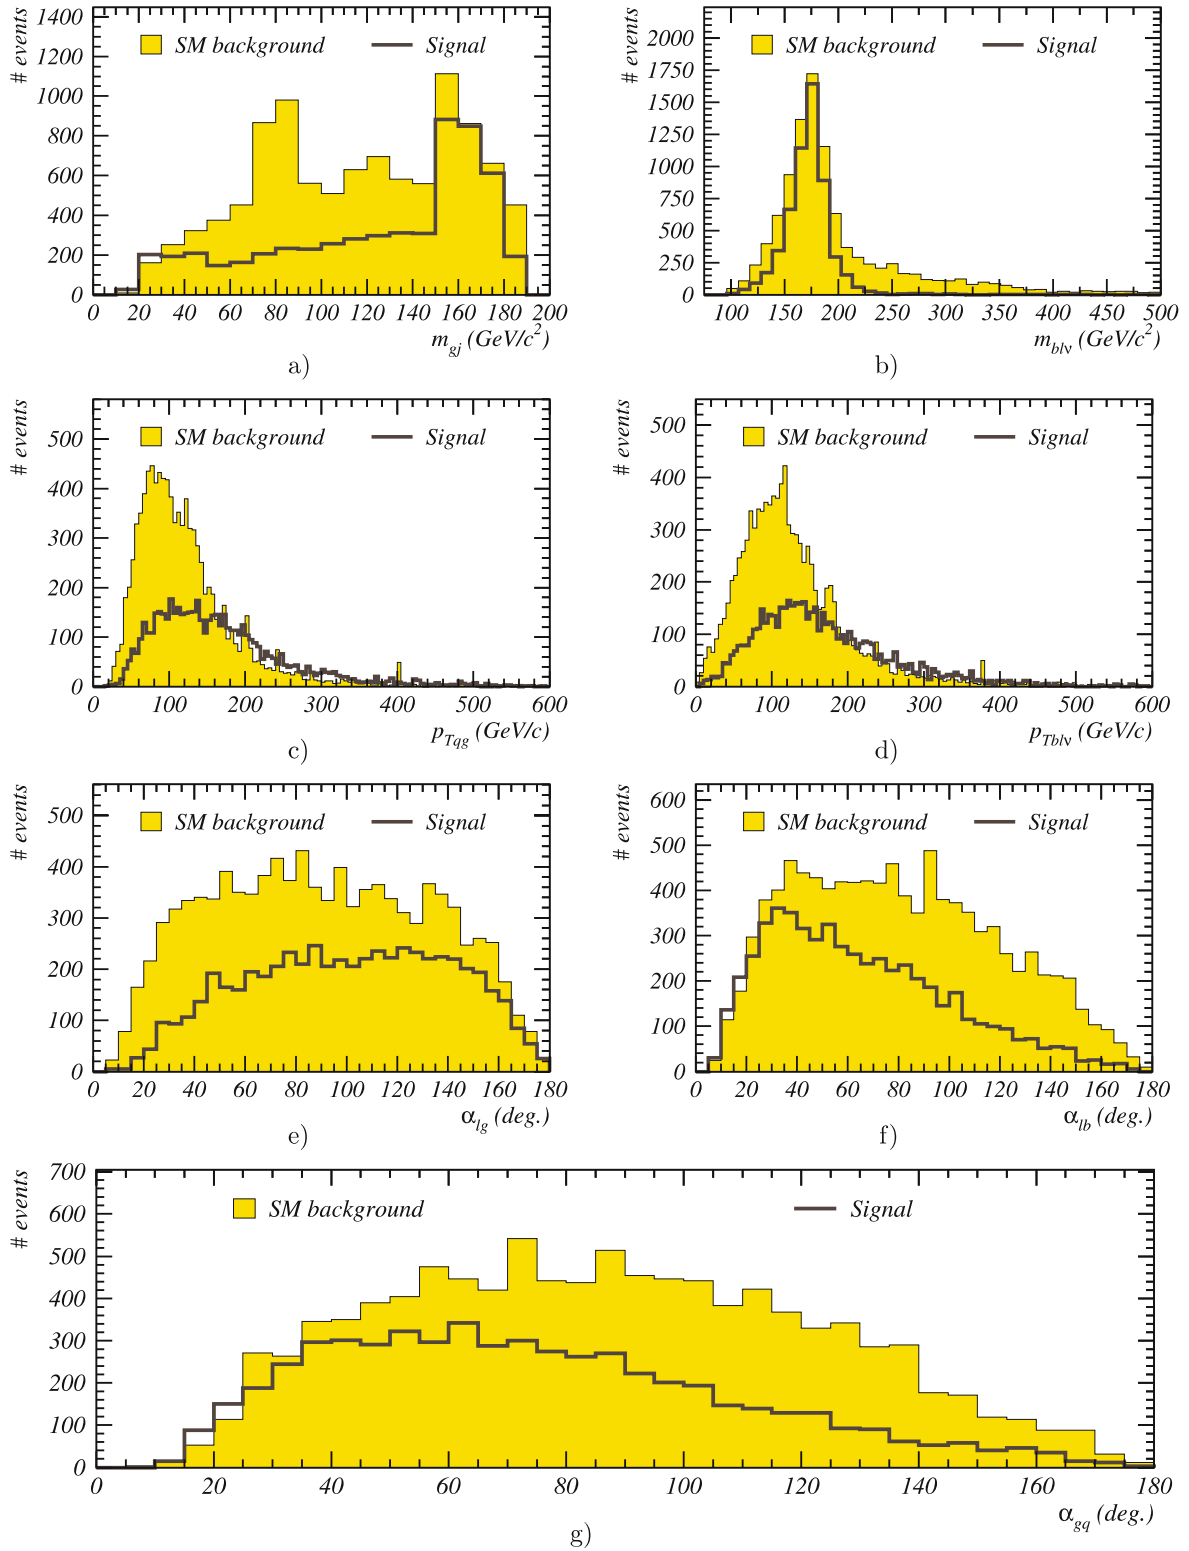 # events
1400
1200
1000
800
600
400
200
0
SM background
Signal
0 20 40 60 80 100 120 140 160 180 200
m_gj (GeV/c²)
a)
# events
2000
1750
1500
1250
1000
750
500
250
0
SM background
Signal
100 150 200 250 300 350 400 450 500
m_blν (GeV/c²)
b)
# events
500
400
300
200
100
0
SM background
Signal
100 200 300 400 500 600
p_Tqg (GeV/c)
c)
# events
500
400
300
200
100
0
SM background
Signal
0 100 200 300 400 500 600
p_Tblν (GeV/c)
d)
# events
500
400
300
200
100
0
SM background
Signal
0 20 40 60 80 100 120 140 160 180
α_lg (deg.)
e)
# events
600
500
400
300
200
100
0
SM background
Signal
0 20 40 60 80 100 120 140 160 180
α_lb (deg.)
f)
# events
700
600
500
400
300
200
100
0
SM background
Signal
0 20 40 60 80 100 120 140 160 180
α_gq (deg.)
g)